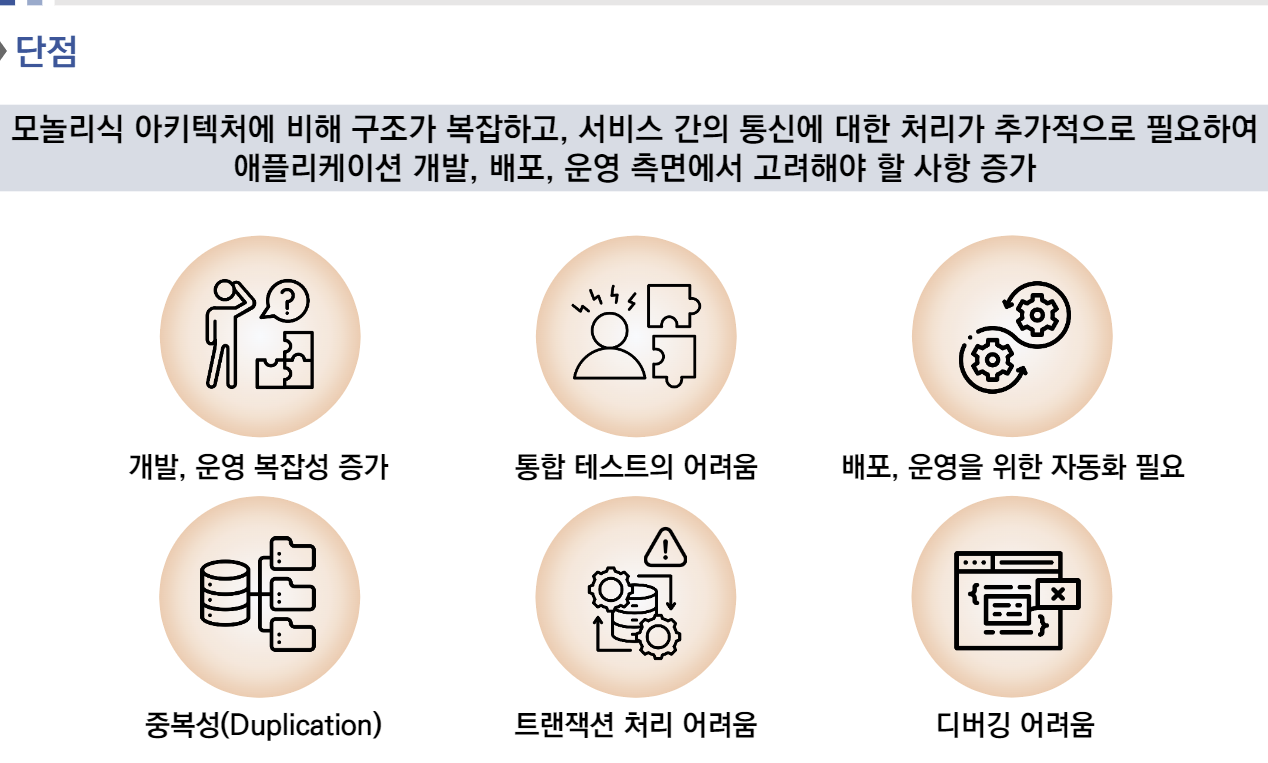 단점
모놀리식 아키텍처에 비해 구조가 복잡하고, 서비스 간의 통신에 대한 처리가 추가적으로 필요하여
애플리케이션 개발, 배포, 운영 측면에서 고려해야 할 사항 증가
개발, 운영 복잡성 증가
통합 테스트의 어려움
배포, 운영을 위한 자동화 필요
중복성(Duplication)
트랜잭션 처리 어려움
디버깅 어려움